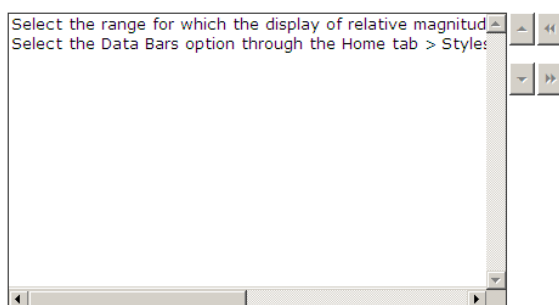 Select the range for which the display of relative magnitud
Select the Data Bars option through the Home tab > Styles